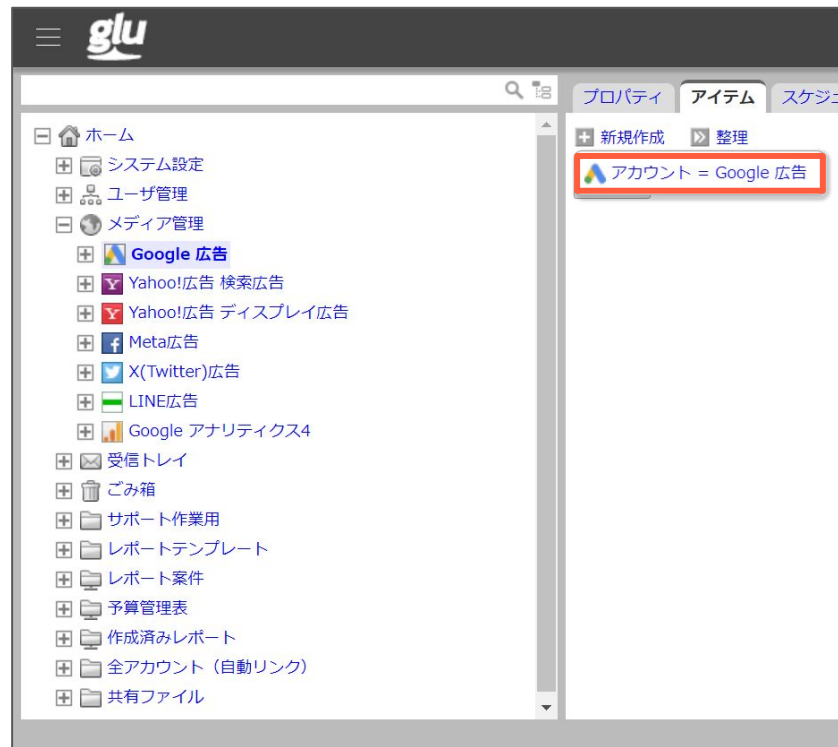 glu
プロパティ アイテム スケジュ
ホーム
システム設定
ユーザ管理
メディア管理
Google 広告
Yahoo!広告 検索広告
Yahoo!広告 ディスプレイ広告
Meta広告
X(Twitter)広告
LINE広告
Google アナリティクス4
受信トレイ
ごみ箱
サポート作業用
レポートテンプレート
レポート案件
予算管理表
作成済みレポート
全アカウント（自動リンク）
共有ファイル
新規作成 整理
アカウント = Google 広告